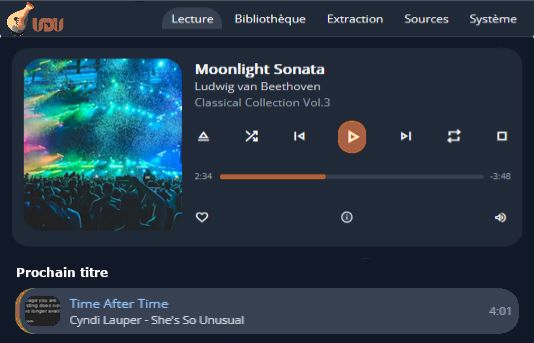 UDU
Lecture Bibliothèque Extraction Sources Système
Moonlight Sonata
Ludwig van Beethoven
Classical Collection Vol.3
2:34 -3:48
Prochain titre
Time After Time
Cyndi Lauper - She's So Unusual
4:01